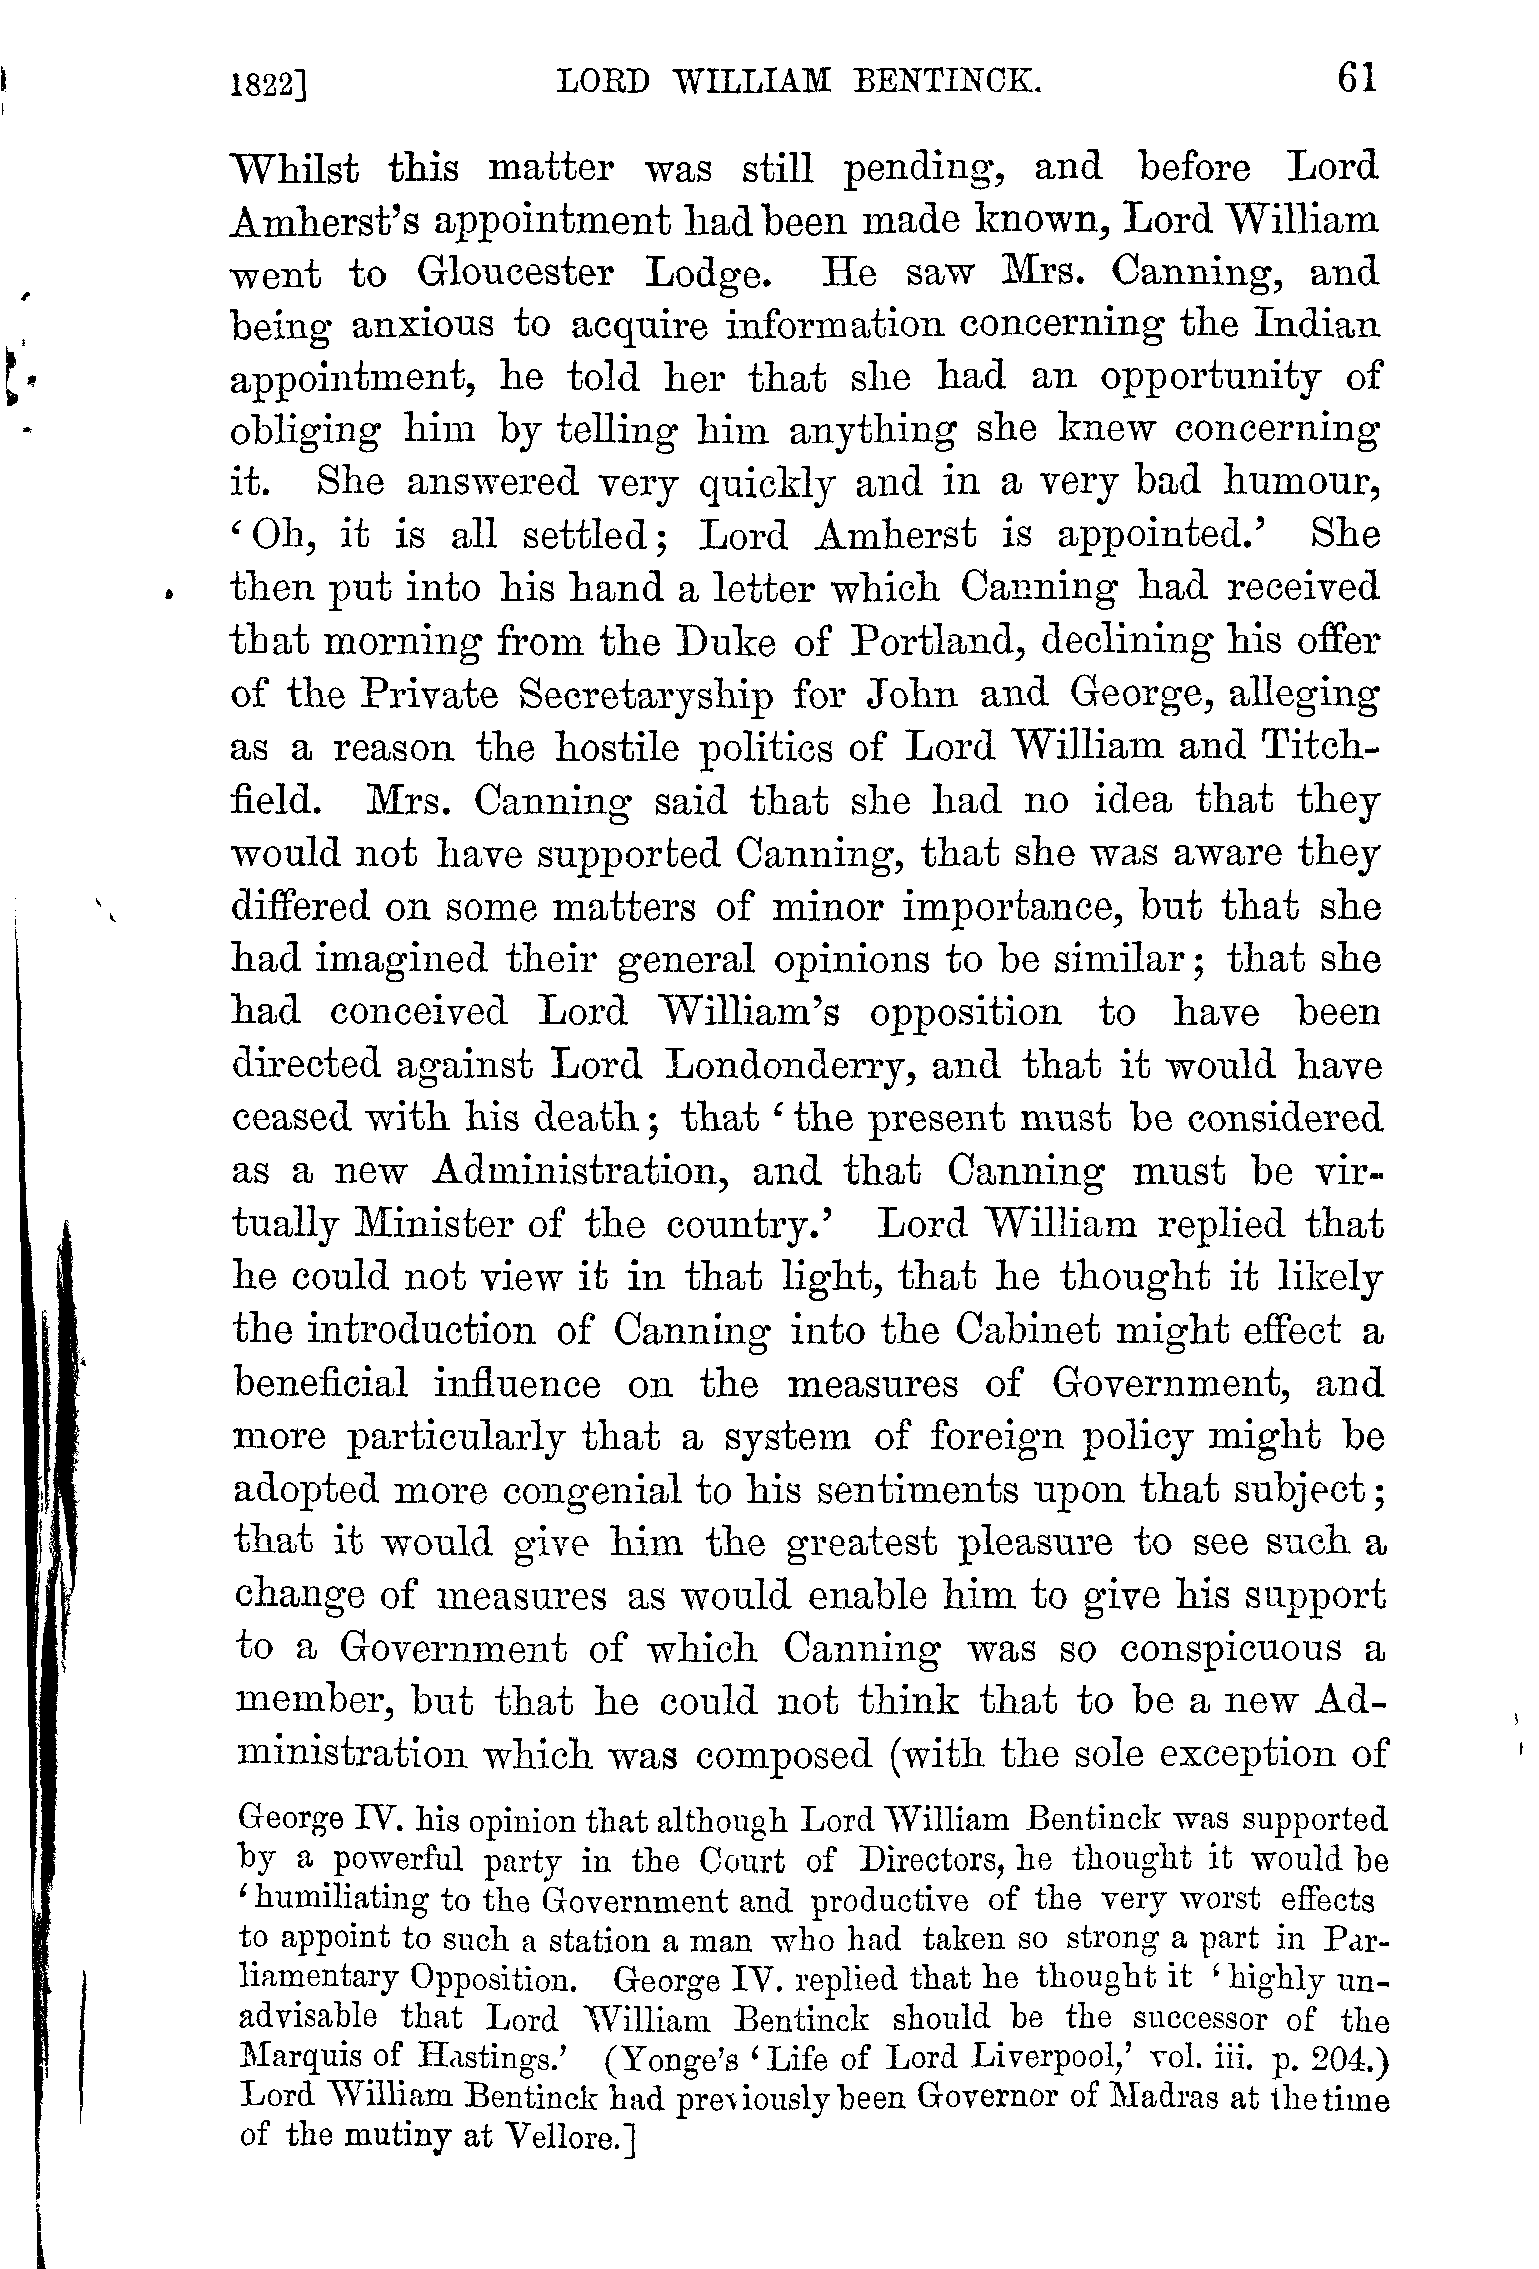 1822] LORD WILLIAM BENTINCK. 61
Whilst this matter was still pending, and before Lord
Amherst's appointment had been made known, Lord William
went to Gloucester Lodge. He saw Mrs. Canning, and
being anxious to acquire information concerning the Indian
appointment, he told her that she had an opportunity of
obliging him by telling him anything she knew concerning
it. She answered very quickly and in a very bad humour,
‘Oh, it is all settled; Lord Amherst is appointed.’ She
then put into his hand a letter which Canning had received
that morning from the Duke of Portland, declining his offer
of the Private Secretaryship for John and George, alleging
as a reason the hostile politics of Lord William and Titch-
field. Mrs. Canning said that she had no idea that they
would not have supported Canning, that she was aware they
differed on some matters of minor importance, but that she
had imagined their general opinions to be similar; that she
had conceived Lord William's opposition to have been
directed against Lord Londonderry, and that it would have
ceased with his death; that ‘the present must be considered
as a new Administration, and that Canning must be vir-
tually Minister of the country.’ Lord William replied that
he could not view it in that light, that he thought it likely
the introduction of Canning into the Cabinet might effect a
beneficial influence on the measures of Government, and
more particularly that a system of foreign policy might be
adopted more congenial to his sentiments upon that subject;
that it would give him the greatest pleasure to see such a
change of measures as would enable him to give his support
to a Government of which Canning was so conspicuous a
member, but that he could not think that to be a new Ad-
ministration which was composed (with the sole exception of
George IV. his opinion that although Lord William Bentinck was supported
by a powerful party in the Court of Directors, he thought it would be
‘humiliating to the Government and productive of the very worst effects
to appoint to such a station a man who had taken so strong a part in Par-
liamentary Opposition. George IV. replied that he thought it ‘highly un-
advisable that Lord William Bentinck should be the successor of the
Marquis of Hastings.’ (Yonge's ‘Life of Lord Liverpool,’ vol. iii. p. 204.)
Lord William Bentinck had previously been Governor of Madras at the time
of the mutiny at Vellore.]